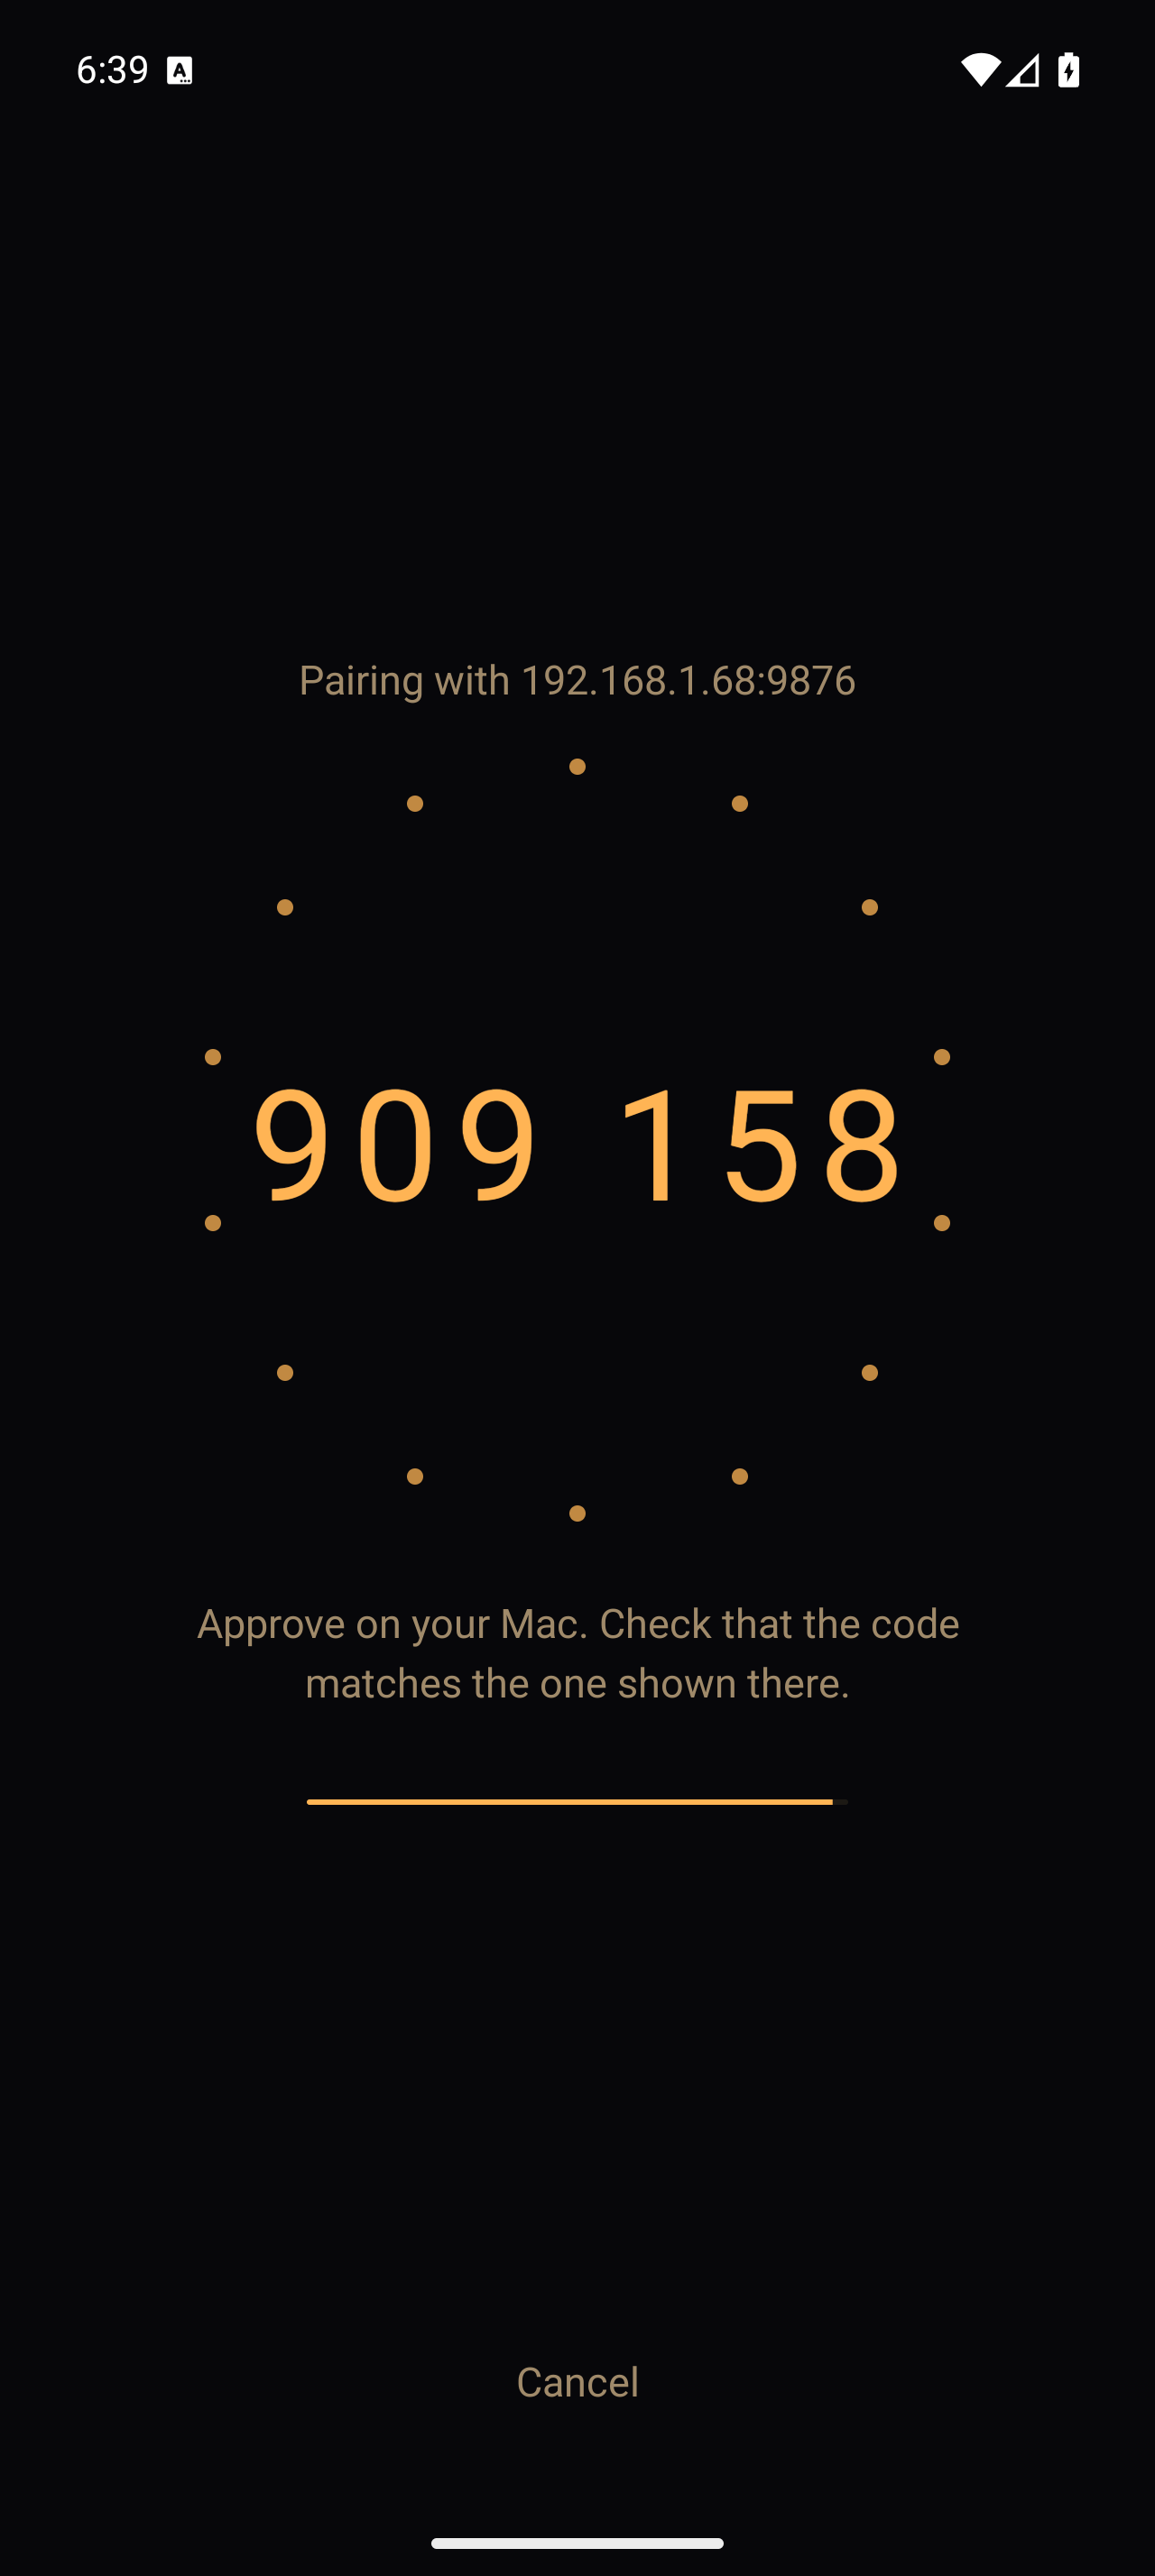 6:39
Pairing with 192.168.1.68:9876
909 158
Approve on your Mac. Check that the code
matches the one shown there.
Cancel